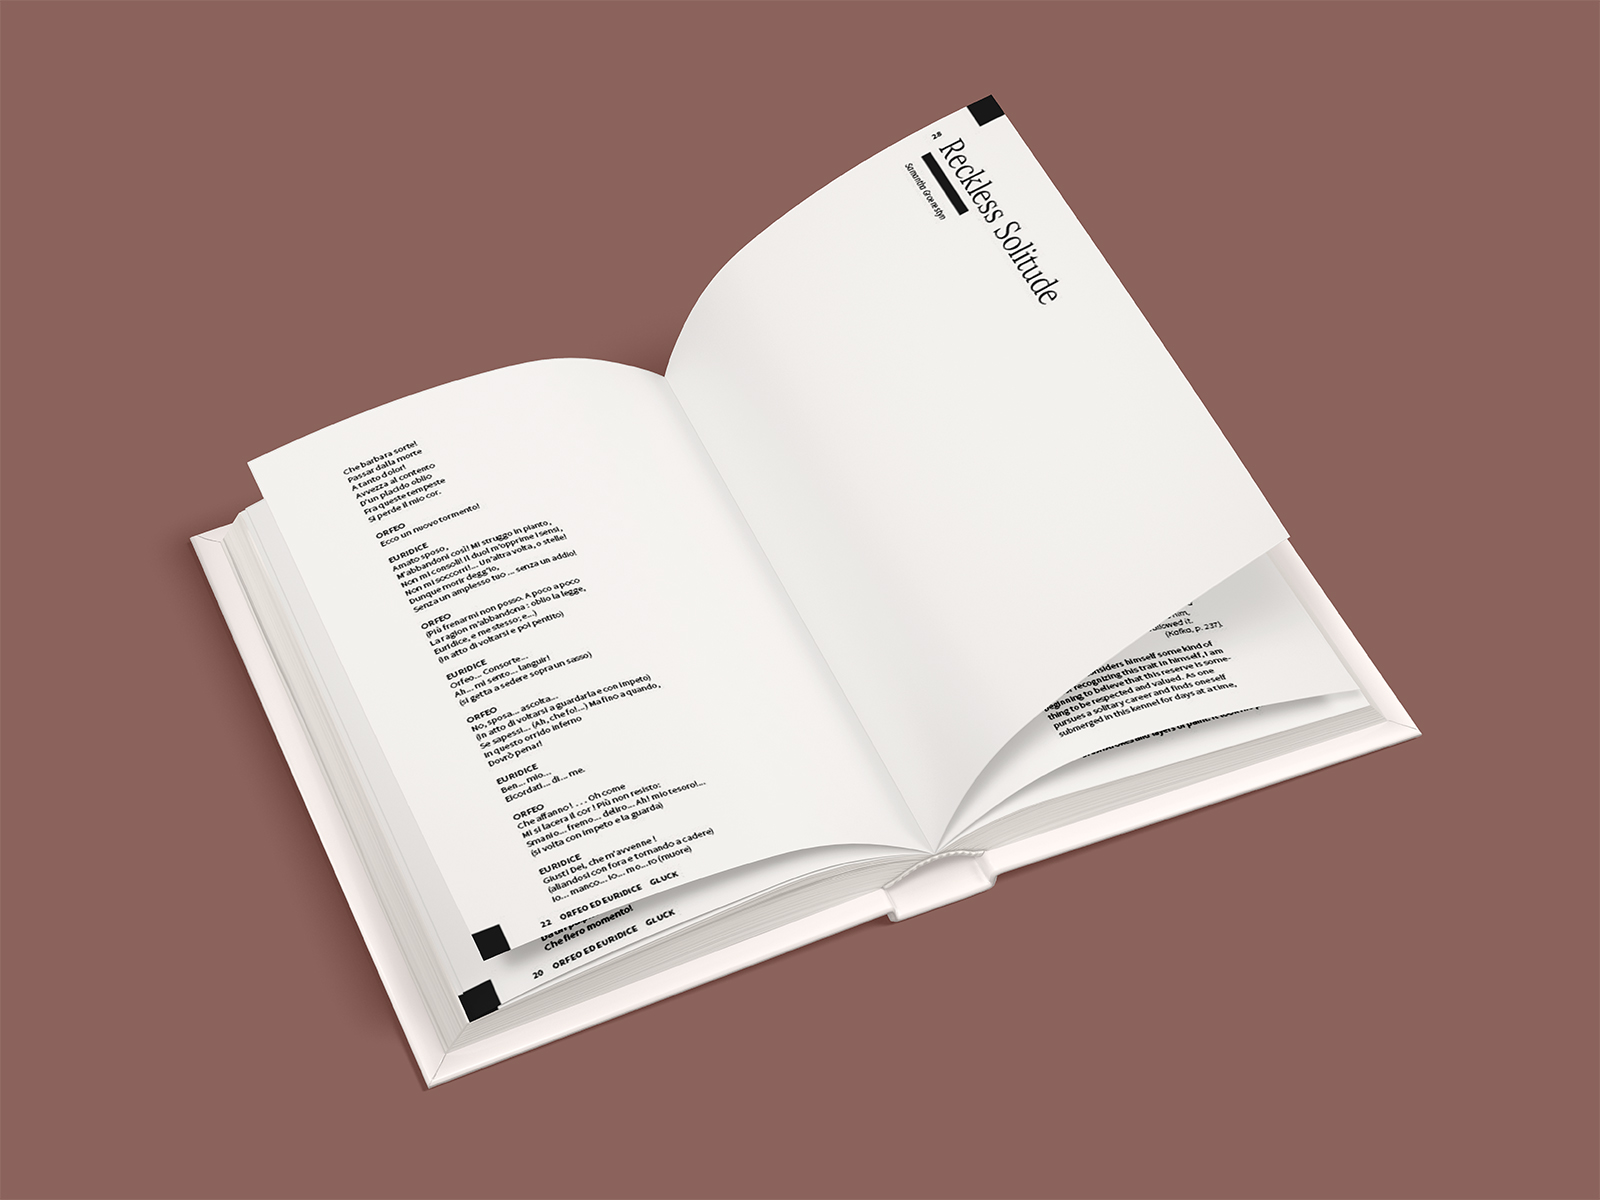 Che barbara sorte!
Passar dalla morte
A tanto dolor!
Avvezza al contento
D'un placido oblio
Fra queste tempeste
Si perde il mio cor.
ORFEO
Ecco un nuovo tormento!
EURIDICE
Amato sposo,
M'abbandoni così? Mi struggo in pianto,
Non mi consoli? Il duol m'opprime i sensi,
Non mi soccorri?... Un'altra volta, o stelle!
Dunque morir degg'io,
Senza un amplesso tuo ... senza un addio!
ORFEO
(Più frenarmi non posso. A poco a poco
La ragion m'abbandona : oblio la legge,
Euridice, e me stesso; e...)
(in atto di voltarsi e poi pentito)
EURIDICE
Orfeo... Consorte...
Ah... mi sento... languir!
(si getta a sedere sopra un sasso)
ORFEO
No, sposa... ascolta...
(in atto di voltarsi a guardarla e con impeto)
Se sapessi... (Ah, che fo!...) Ma fino a quando,
In questo orrido inferno
Dovrò penar!
EURIDICE
Ben... mio...
Eicordati... di... me.
ORFEO
Che affanno ! . . . Oh come
Mi si lacera il cor ! Più non resisto:
Smanio... fremo... deliro... Ah! mio tesoro!...
(si volta con impeto e la guarda)
EURIDICE
Giusti Dei, che m'avvenne !
(allandosi con fora e tornando a cadere)
Io... manco... Io... mo...ro (muore)
22 ORFEO ED EURIDICE GLUCK
Che fiero momento!
20 ORFEO ED EURIDICE GLUCK
28
Reckless Solitude
Samantha Groenestyn
him,
(Kafka, p. 237).
himself some kind of
recognizing this trait in himself, I am
beginning to believe that this reserve is some-
thing to be respected and valued. As one
pursues a solitary career and finds oneself
submerged in this kennel for days at a time,
and layers of paint.